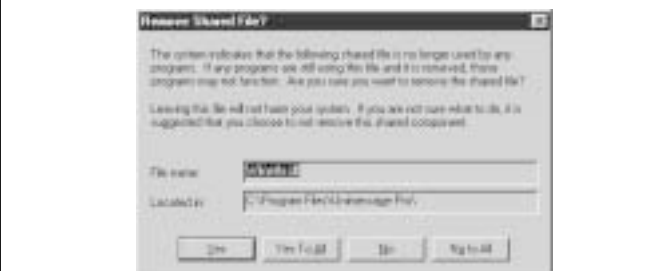 Remove Shared File?
The system indicates that the following shared file is no longer used by any
programs. If any programs are still using this file and it is removed, those
programs may not function. Are you sure you want to remove the shared file?
Leaving this file will not harm your system. If you are not sure what to do, it is
suggested that you choose to not remove this shared component.
File name:
Located in:
C:\Program Files\
Yes
Yes To All
No
No to All